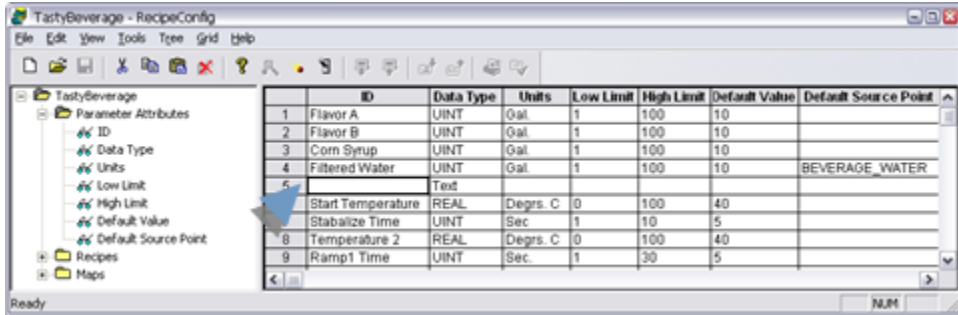 TastyBeverage - RecipeConfig
File Edit View Tools Tree Grid Help
TastyBeverage
Parameter Attributes
ID
Data Type
Units
Low Limit
High Limit
Default Value
Default Source Point
Recipes
Maps
ID Data Type Units Low Limit High Limit Default Value Default Source Point
1 Flavor A UINT Gal. 1 100 10
2 Flavor B UINT Gal. 1 100 10
3 Corn Syrup UINT Gal. 1 100 10
4 Filtered Water UINT Gal. 1 100 10 BEVERAGE_WATER
5 Text
Start Temperature REAL Degrs. C 0 100 40
Stabalize Time UINT Sec 1 10 5
8 Temperature 2 REAL Degrs. C 0 100 40
9 Ramp1 Time UINT Sec. 1 30 5
Ready NUM